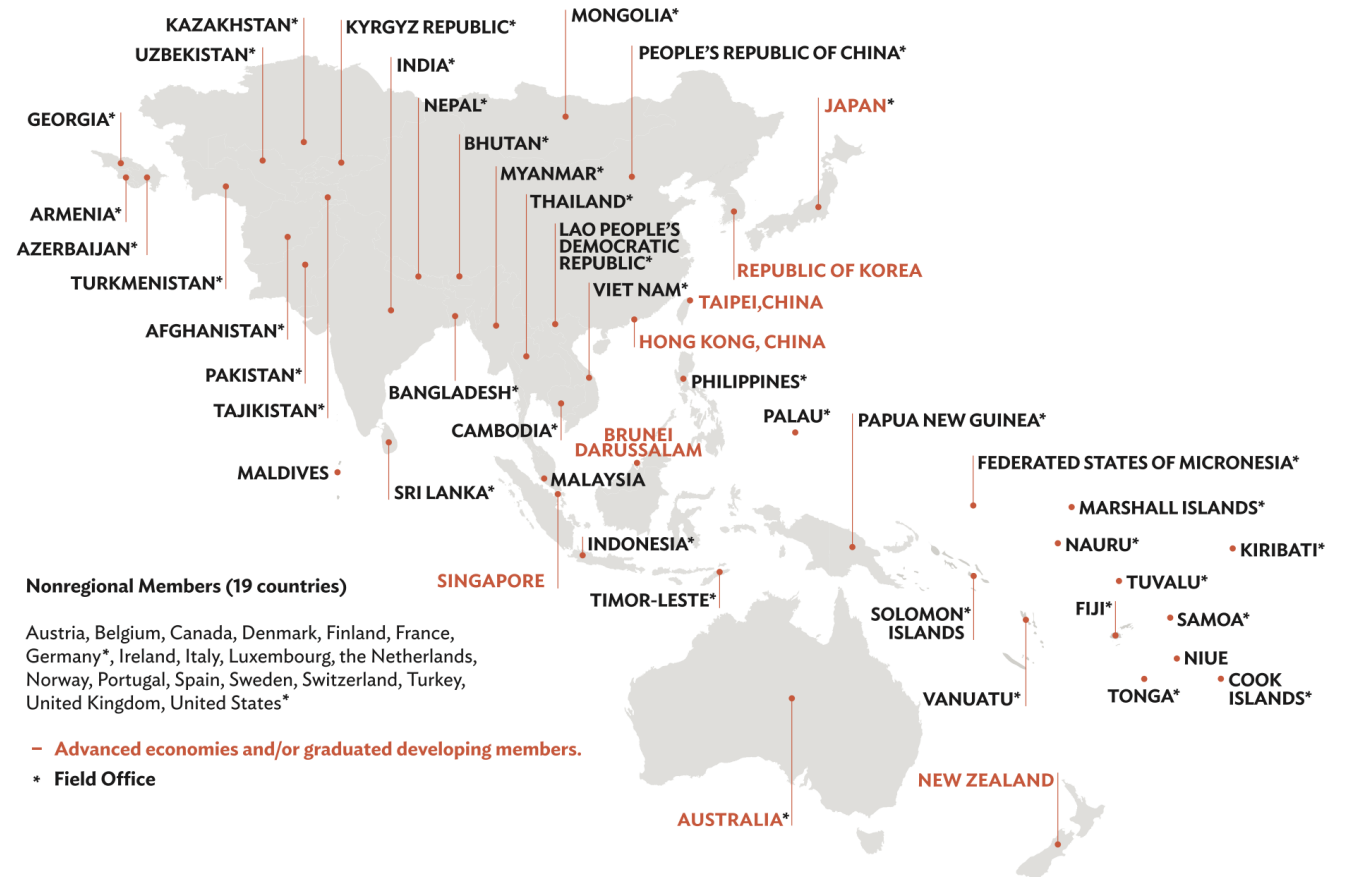 KAZAKHSTAN*
KYRGYZ REPUBLIC*
MONGOLIA*
UZBEKISTAN*
INDIA*
PEOPLE'S REPUBLIC OF CHINA*
GEORGIA*
NEPAL*
JAPAN*
BHUTAN*
MYANMAR*
THAILAND*
ARMENIA*
LAO PEOPLE'S
DEMOCRATIC
REPUBLIC*
AZERBAIJAN*
REPUBLIC OF KOREA
TURKMENISTAN*
VIET NAM*
TAIPEI,CHINA
AFGHANISTAN*
HONG KONG, CHINA
PAKISTAN*
BANGLADESH*
PHILIPPINES*
TAJIKISTAN*
CAMBODIA*
PALAU*
PAPUA NEW GUINEA*
BRUNEI
DARUSSALAM
FEDERATED STATES OF MICRONESIA*
MALDIVES
MALAYSIA
SRI LANKA*
MARSHALL ISLANDS*
INDONESIA*
NAURU*
KIRIBATI*
SINGAPORE
TUVALU*
TIMOR-LESTE*
SOLOMON*
ISLANDS
FIJI*
SAMOA*
NIUE
VANUATU*
TONGA*
COOK
ISLANDS*
Nonregional Members (19 countries)
Austria, Belgium, Canada, Denmark, Finland, France,
Germany*, Ireland, Italy, Luxembourg, the Netherlands,
Norway, Portugal, Spain, Sweden, Switzerland, Turkey,
United Kingdom, United States*
– Advanced economies and/or graduated developing members.
* Field Office
NEW ZEALAND
AUSTRALIA*